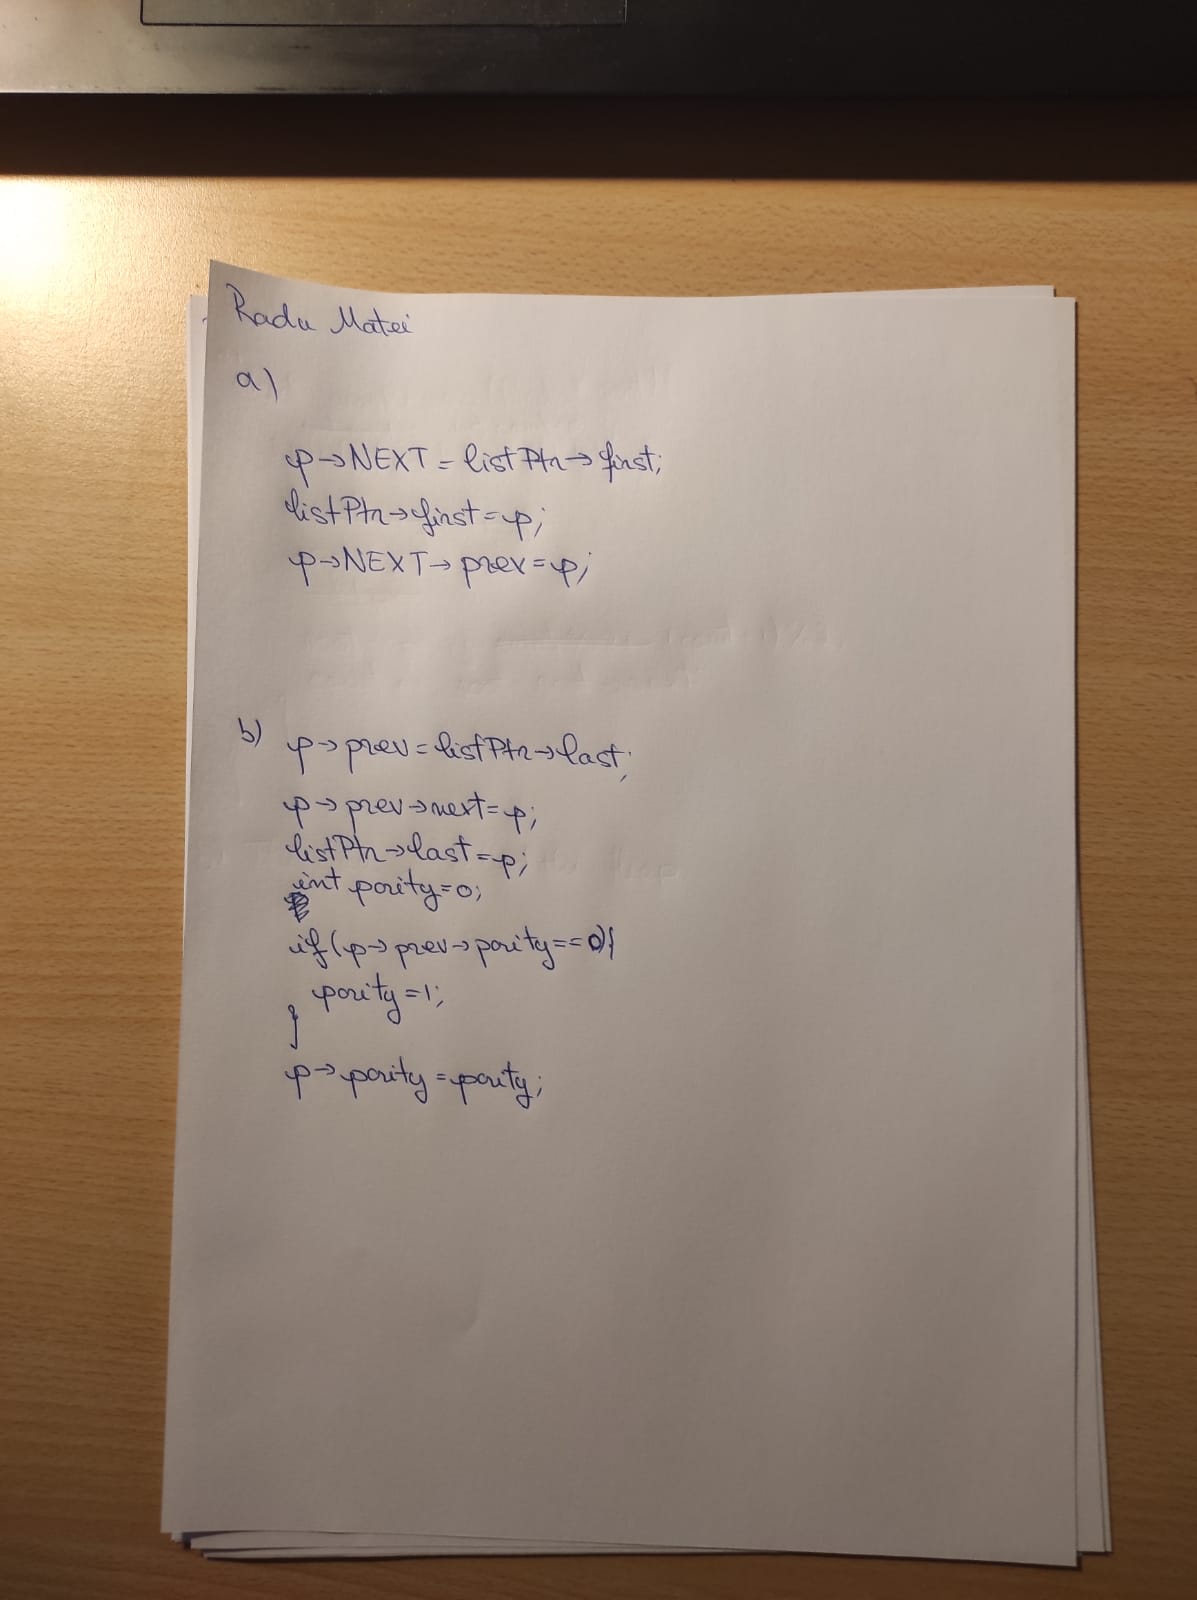 Radu Matei
a)
p→NEXT = listPtr→first;
listPtr→first=p;
p→NEXT→prev=p;
b) p→prev=listPtr→last;
p→prev→next=p;
listPtr→last=p;
int parity=0;
if(p→prev→parity==0){
parity=1;
}
p→parity=parity;